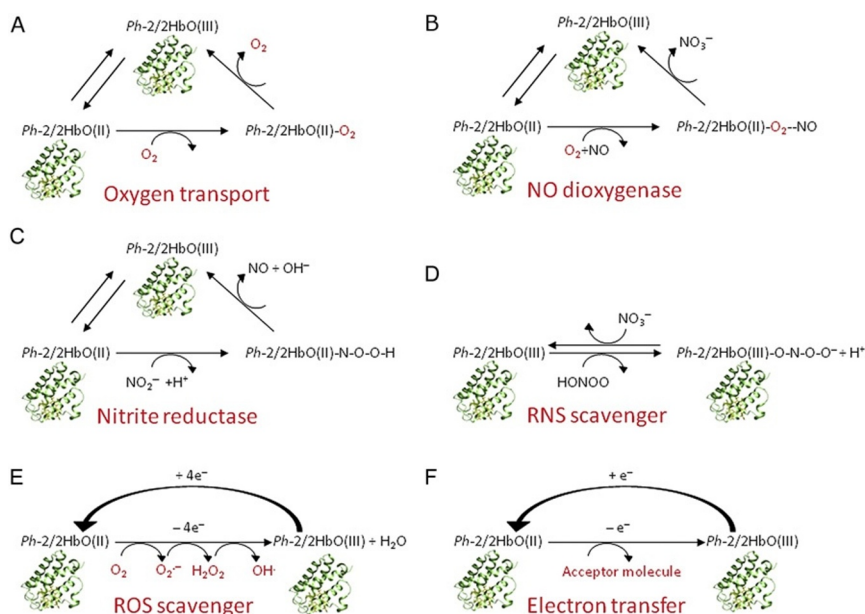 A
Ph-2/2HbO(III)
O₂
Ph-2/2HbO(II)
Ph-2/2HbO(II)-O₂
O₂
Oxygen transport
B
Ph-2/2HbO(III)
NO₃⁻
Ph-2/2HbO(II)
Ph-2/2HbO(II)-O₂--NO
O₂÷NO
NO dioxygenase
C
Ph-2/2HbO(III)
NO ÷ OH⁻
Ph-2/2HbO(II)
Ph-2/2HbO(II)-N-O-O-H
NO₂⁻ +H⁺
Nitrite reductase
D
NO₃⁻
Ph-2/2HbO(III)
Ph-2/2HbO(III)-O-N-O-O⁻÷ H⁺
HONOO
RNS scavenger
E
÷ 4e⁻
− 4e⁻
Ph-2/2HbO(II)
Ph-2/2HbO(III) ÷ H₂O
O₂ O₂·⁻ H₂O₂ OH·
ROS scavenger
F
+ e⁻
− e⁻
Ph-2/2HbO(II)
Ph-2/2HbO(III)
Acceptor molecule
Electron transfer